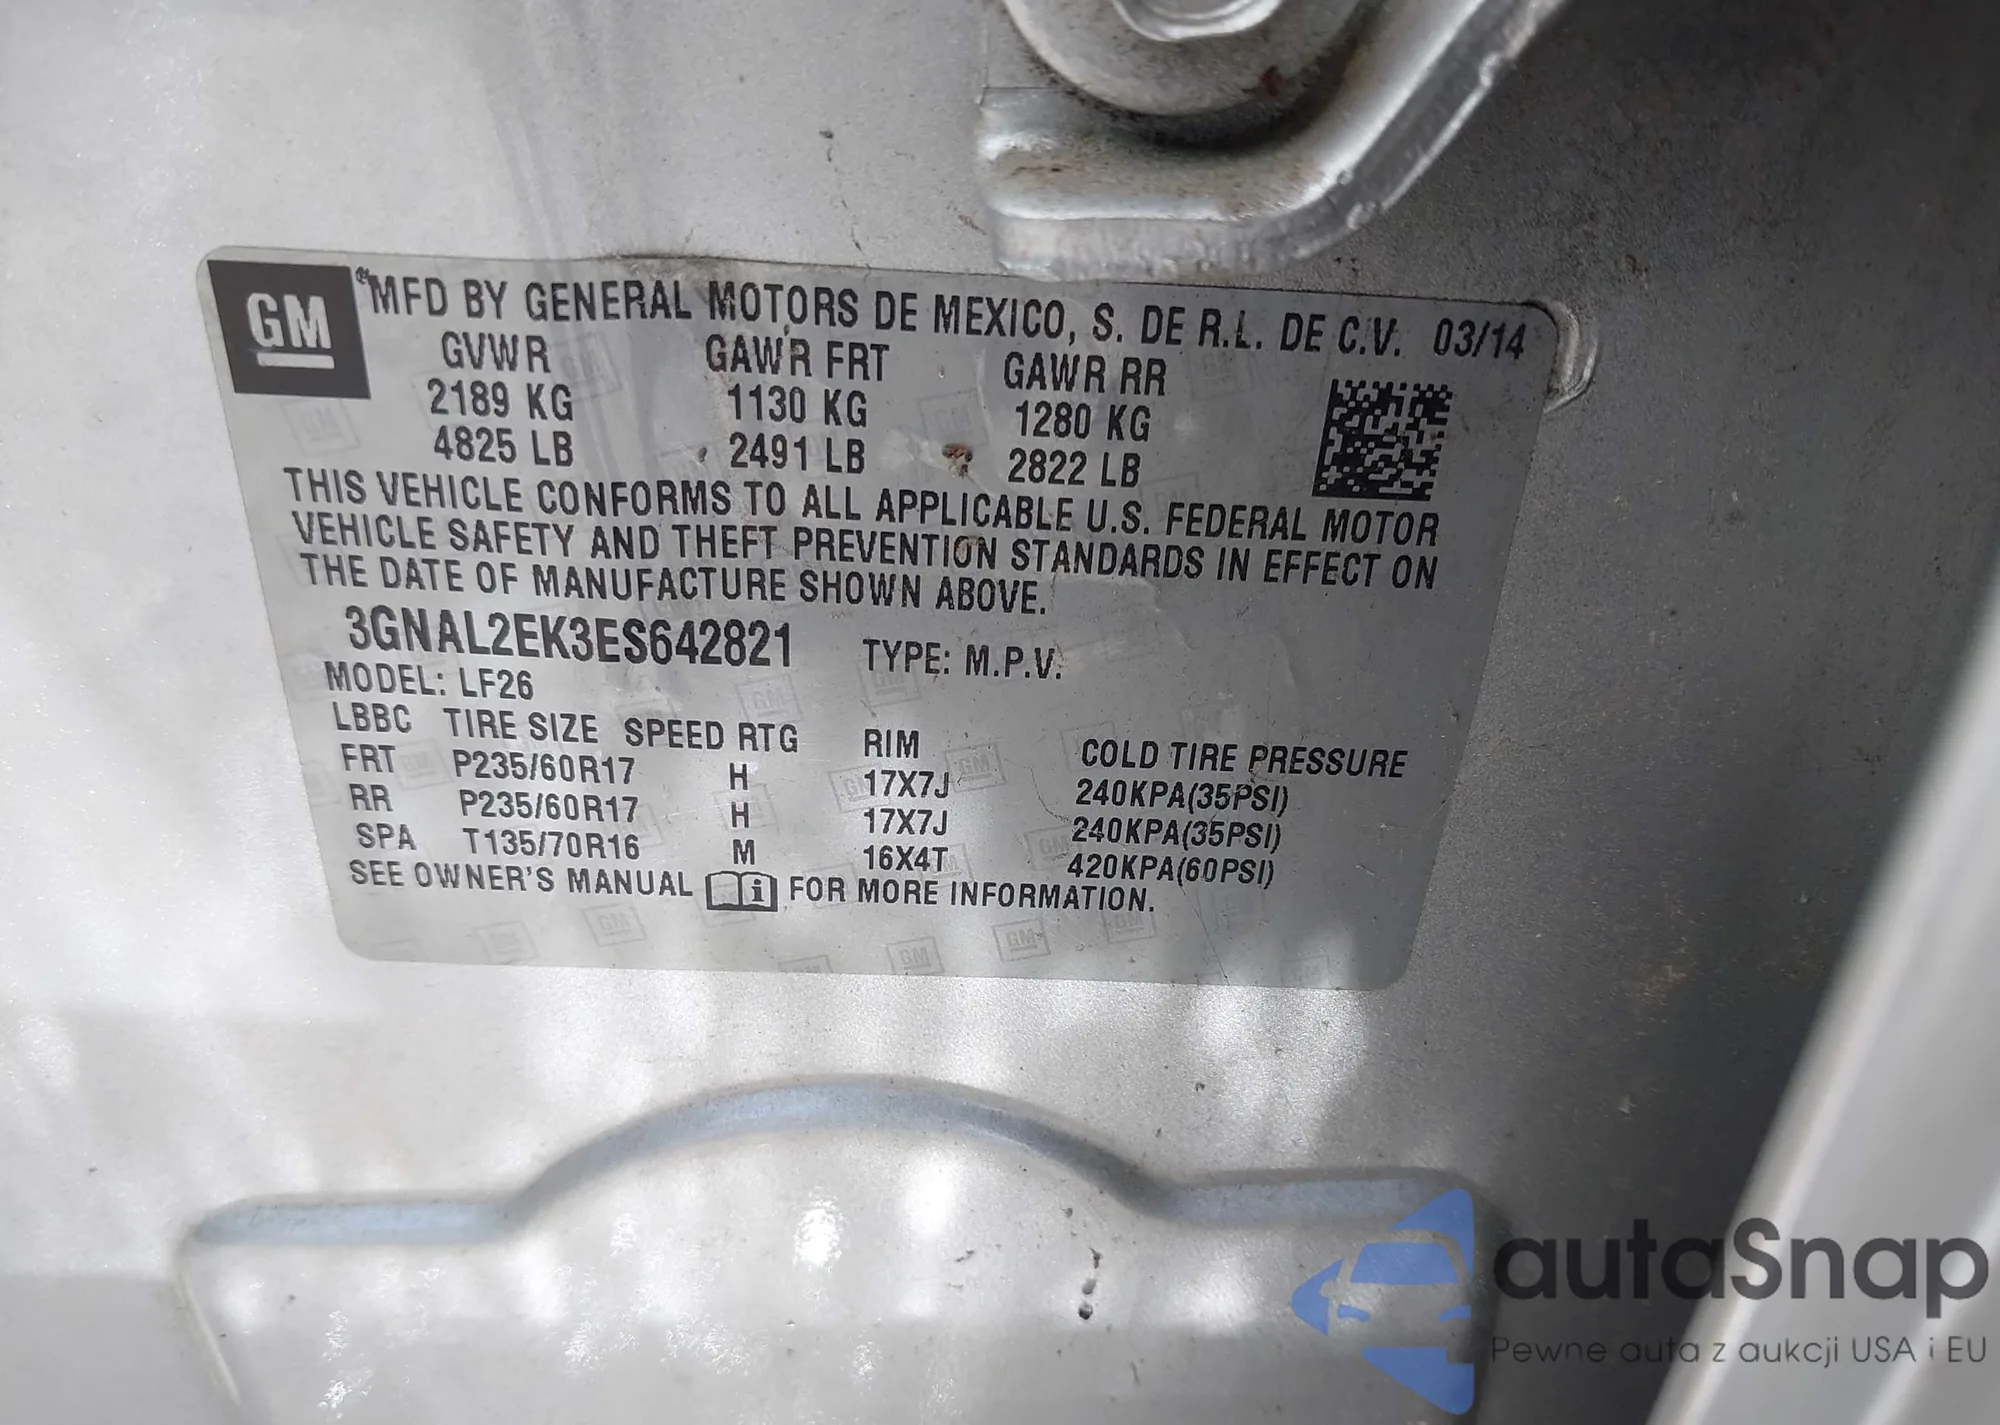 GM
MFD BY GENERAL MOTORS DE MEXICO, S. DE R.L. DE C.V. 03/14
GVWR GAWR FRT GAWR RR
2189 KG 1130 KG 1280 KG
4825 LB 2491 LB 2822 LB
THIS VEHICLE CONFORMS TO ALL APPLICABLE U.S. FEDERAL MOTOR
VEHICLE SAFETY AND THEFT PREVENTION STANDARDS IN EFFECT ON
THE DATE OF MANUFACTURE SHOWN ABOVE.
3GNAL2EK3ES642821 TYPE: M.P.V.
MODEL: LF26
LBBC TIRE SIZE SPEED RTG RIM COLD TIRE PRESSURE
FRT P235/60R17 H 17X7J 240KPA(35PSI)
RR P235/60R17 H 17X7J 240KPA(35PSI)
SPA T135/70R16 M 16X4T 420KPA(60PSI)
SEE OWNER'S MANUAL i FOR MORE INFORMATION.
autaSnap
Pewne auta z aukcji USA i EU